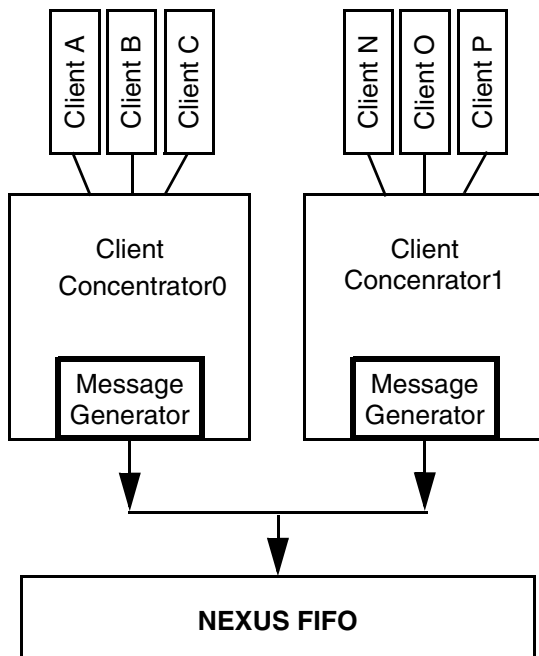 Client A
Client B
Client C
Client N
Client O
Client P
Client
Concentrator0
Client
Concenrator1
Message
Generator
Message
Generator
NEXUS FIFO